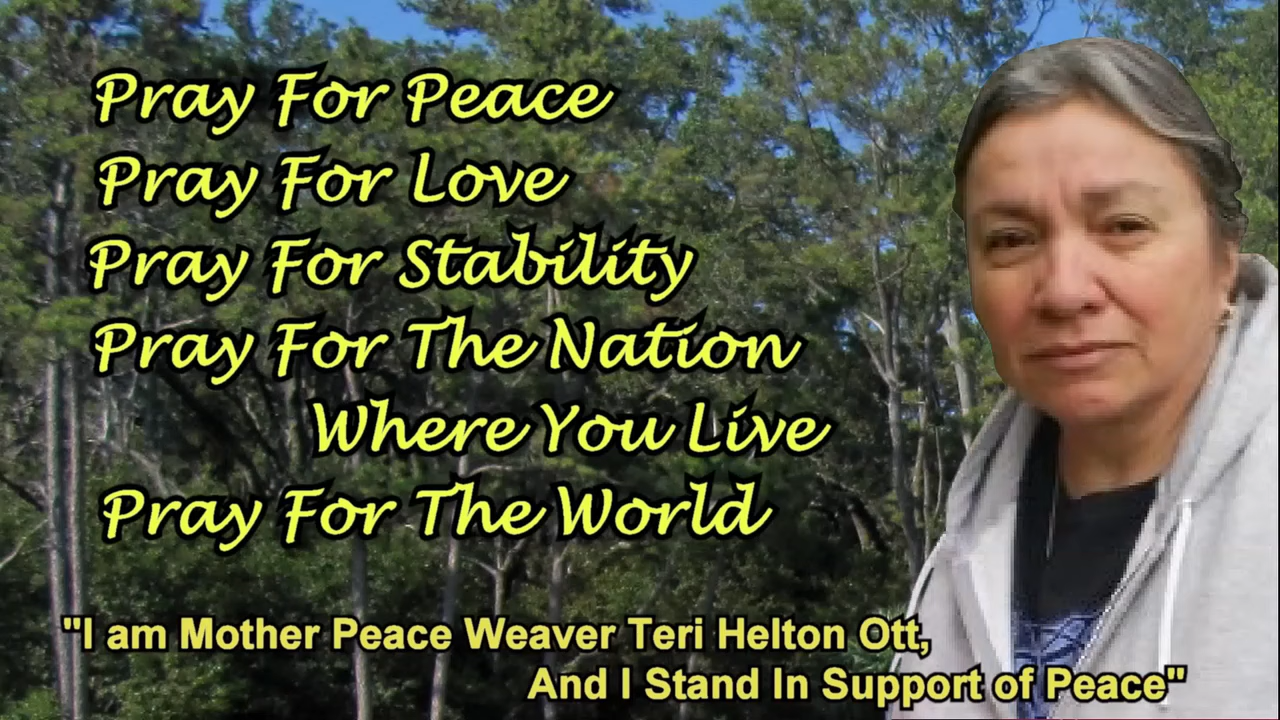 Pray For Peace
Pray For Love
Pray For Stability
Pray For The Nation
Where You Live
Pray For The World
"I am Mother Peace Weaver Teri Helton Ott,
And I Stand In Support of Peace"